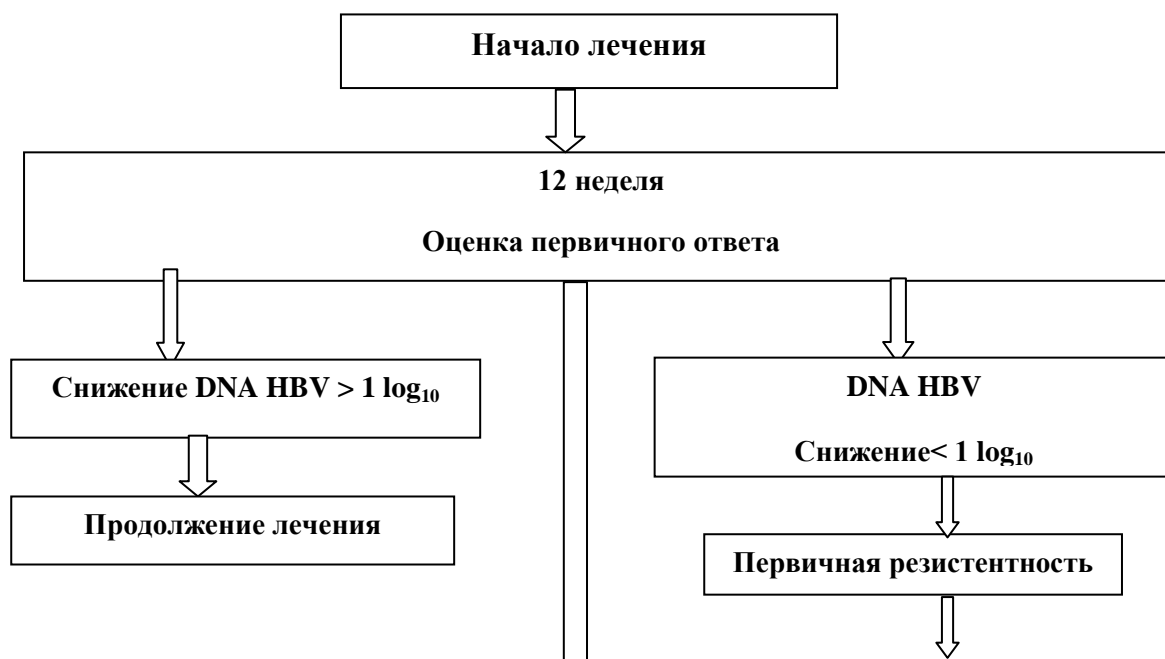 Начало лечения
12 неделя
Оценка первичного ответа
Снижение DNA HBV > 1 log₁₀
Продолжение лечения
DNA HBV
Снижение< 1 log₁₀
Первичная резистентность